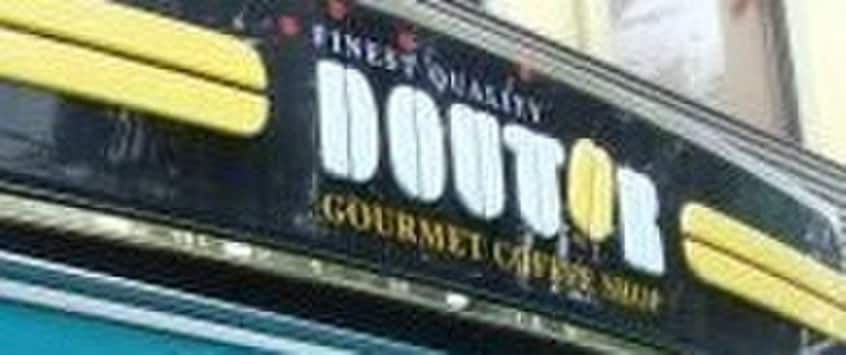 FINEST QUALITY
DOUTOR
GOURMET COFFEE SHOP